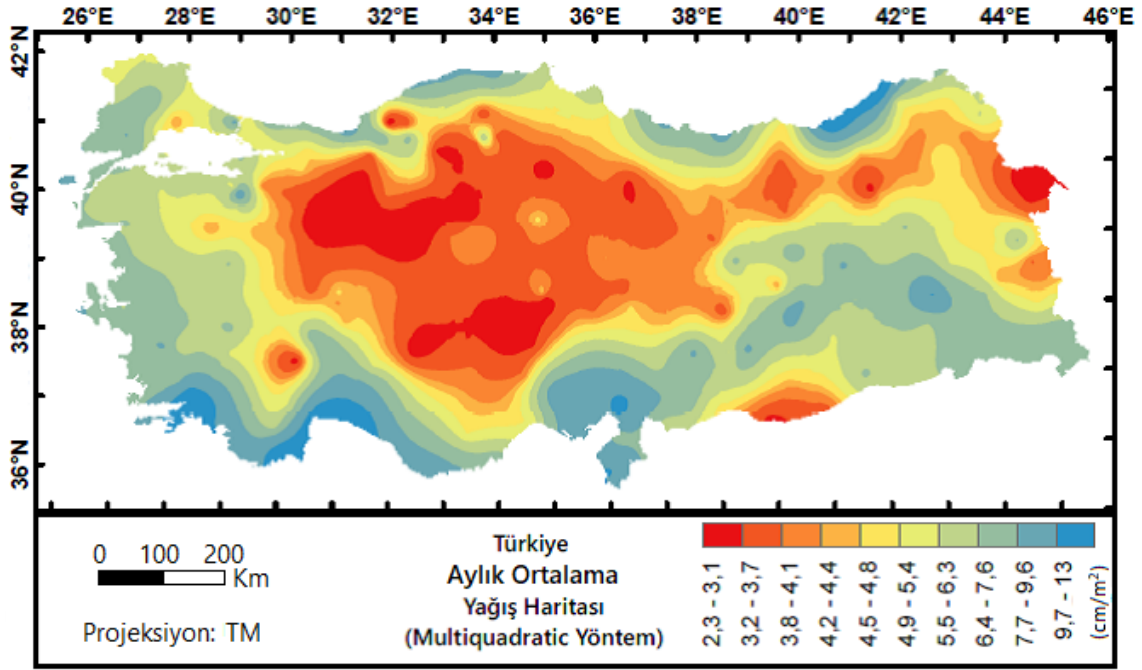 26°E 28°E 30°E 32°E 34°E 36°E 38°E 40°E 42°E 44°E 46°E
42°N
40°N
38°N
36°N
0 100 200
Km
Projeksiyon: TM
Türkiye
Aylık Ortalama
Yağış Haritası
(Multiquadratic Yöntem)
2,3 - 3,1
3,2 - 3,7
3,8 - 4,1
4,2 - 4,4
4,5 - 4,8
4,9 - 5,4
5,5 - 6,3
6,4 - 7,6
7,7 - 9,6
9,7 - 13
(cm/m²)